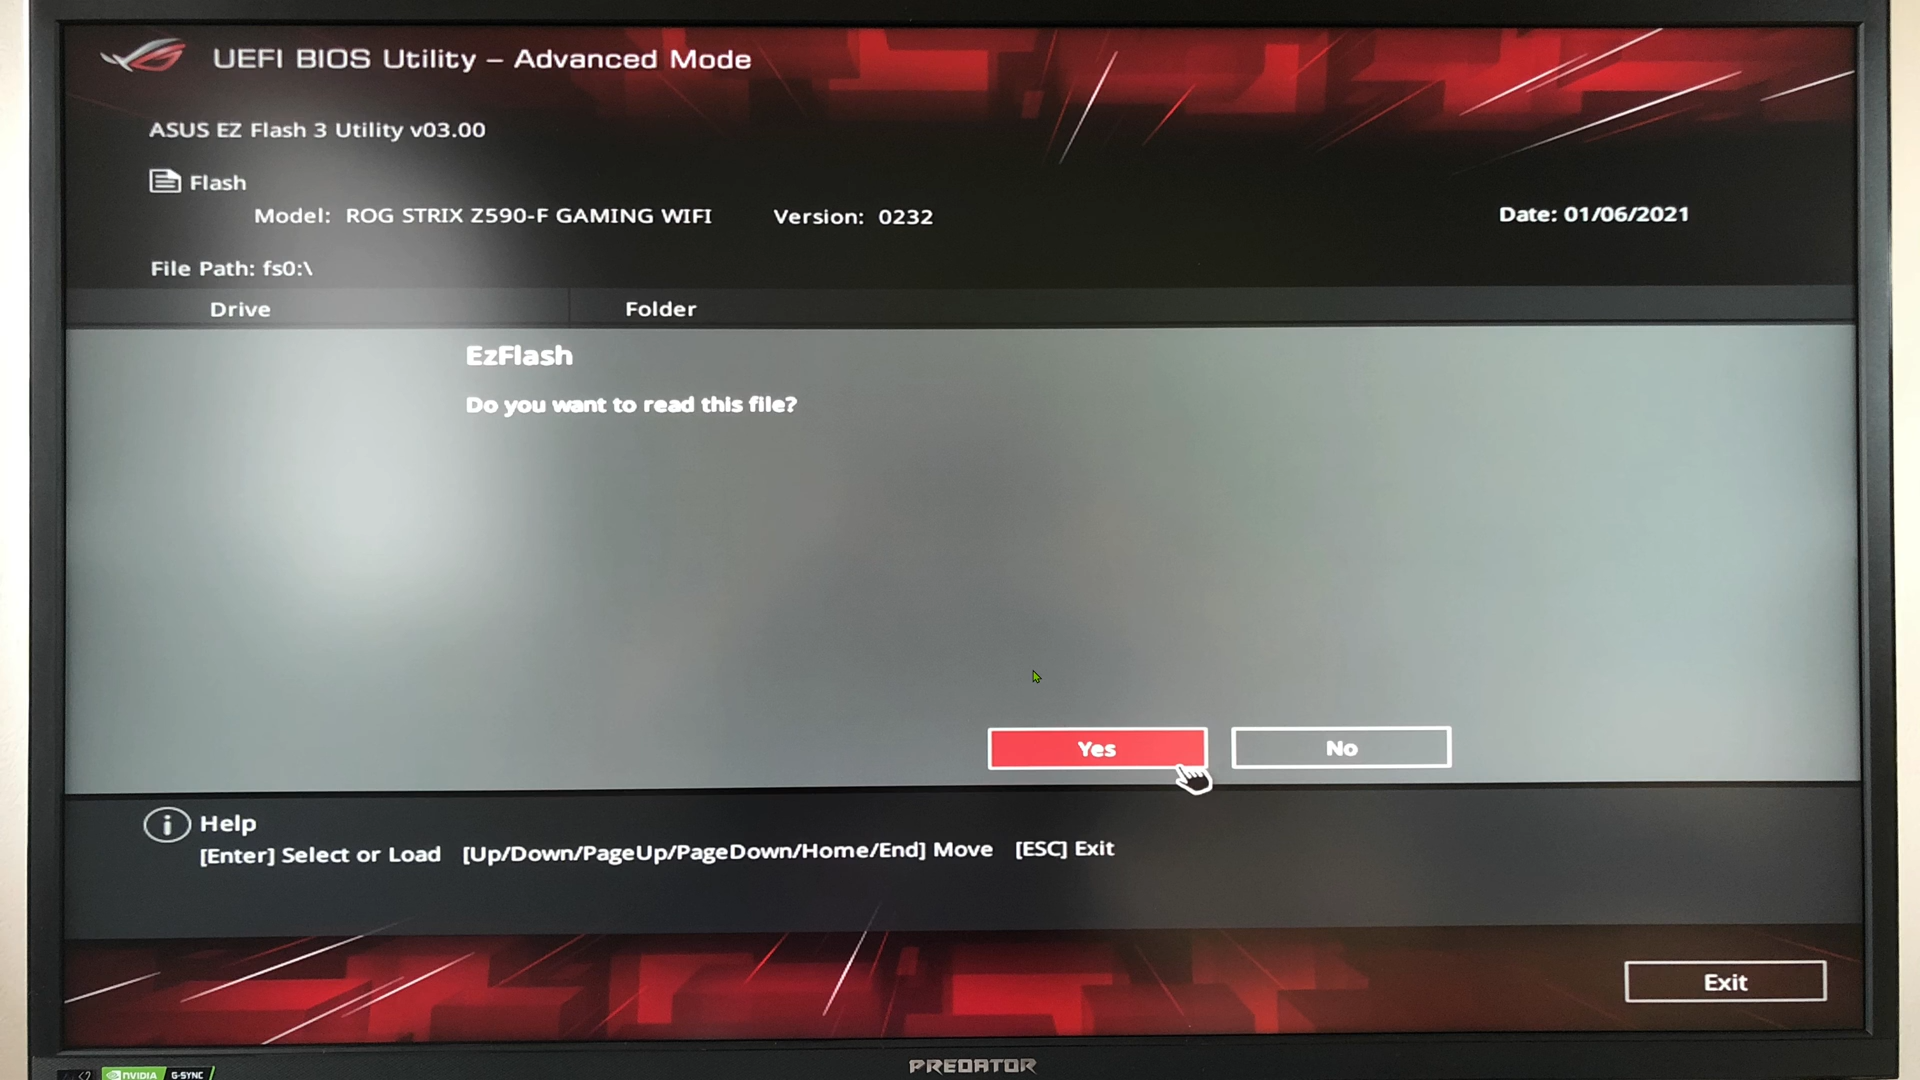 UEFI BIOS Utility – Advanced Mode
ASUS EZ Flash 3 Utility v03.00
Flash
Model: ROG STRIX Z590-F GAMING WIFI Version: 0232 Date: 01/06/2021
File Path: fs0:\
Drive Folder
EzFlash
Do you want to read this file?
Yes No
Help
[Enter] Select or Load [Up/Down/PageUp/PageDown/Home/End] Move [ESC] Exit
Exit
PREDATOR
NVIDIA G-SYNC